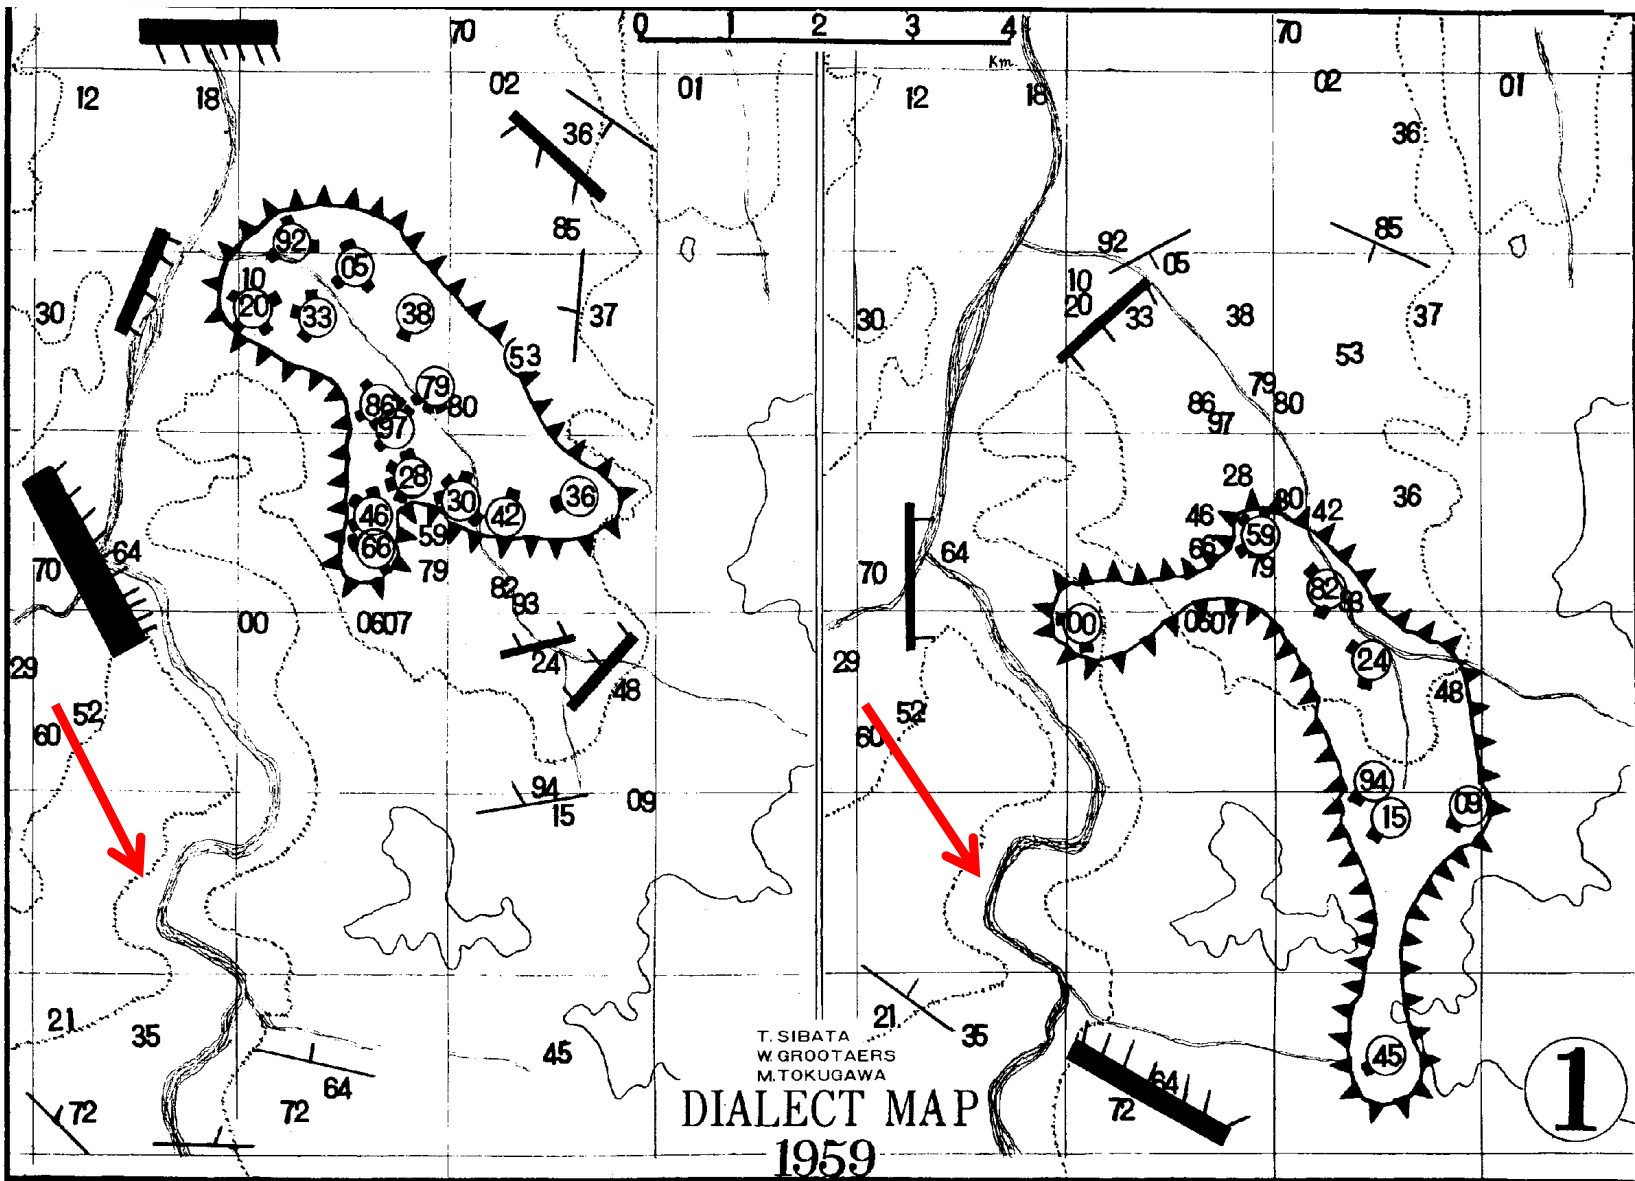 70 0 1 2 3 4 70
Km.
12 18 02 01 12 18 02 01
36 36
85 92 85
92 05 05
10 10
30 20 33 38 37 30 20 33 38 37
53 53
86 79 80 86 79 80
97 97
28 28
30 42 36 46 30 42 36
46 59 59
64 66 64 66
70 79 70 79
82 93 82 93
00 06 07 00 06 07
29 24 29 24
48 48
60 52 60 52
94 94
15 09 15 09
21 21
35 35
T. SIBATA
W. GROOTAERS
M. TOKUGAWA
45 45
64 64
72 72 72
DIALECT MAP
1959
1